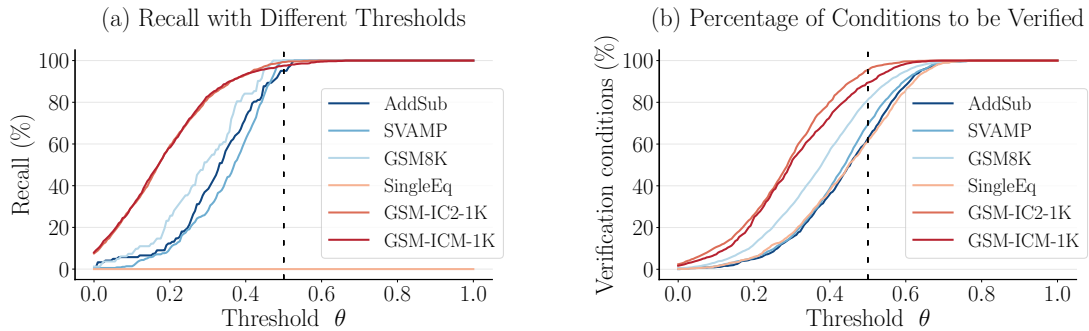 (a) Recall with Different Thresholds
Recall (%)
100
80
60
40
20
0
0.0 0.2 0.4 0.6 0.8 1.0
Threshold θ
AddSub
SVAMP
GSM8K
SingleEq
GSM-IC2-1K
GSM-ICM-1K
(b) Percentage of Conditions to be Verified
Verification conditions (%)
100
80
60
40
20
0
0.0 0.2 0.4 0.6 0.8 1.0
Threshold θ
AddSub
SVAMP
GSM8K
SingleEq
GSM-IC2-1K
GSM-ICM-1K